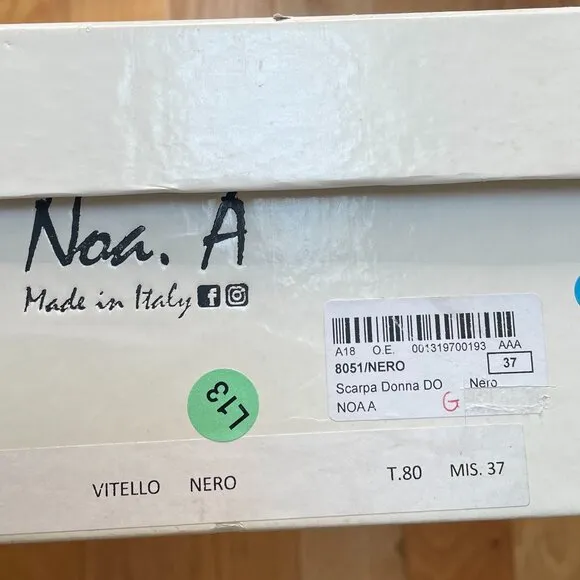 Noa. A
Made in Italy
A18 O.E. 001319700193 AAA
8051/NERO 37
Scarpa Donna DO Nero
NOA A G
L13
VITELLO NERO T.80 MIS. 37